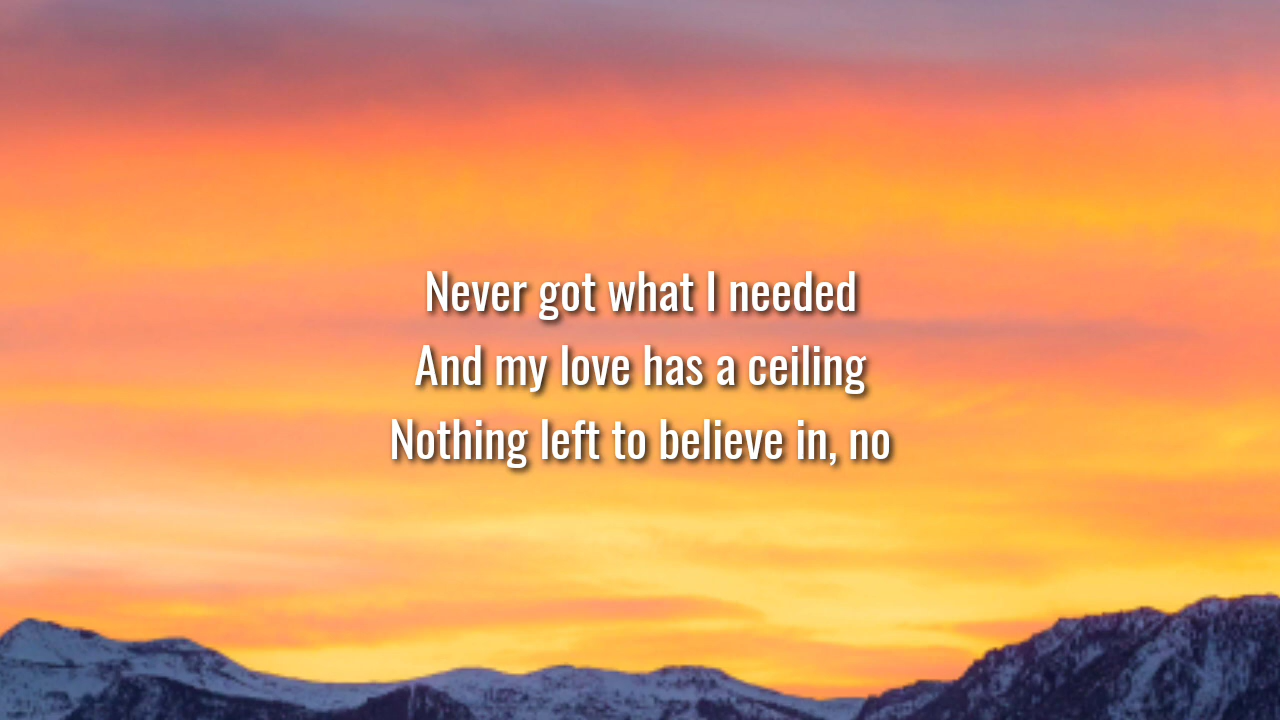 Never got what I needed
And my love has a ceiling
Nothing left to believe in, no